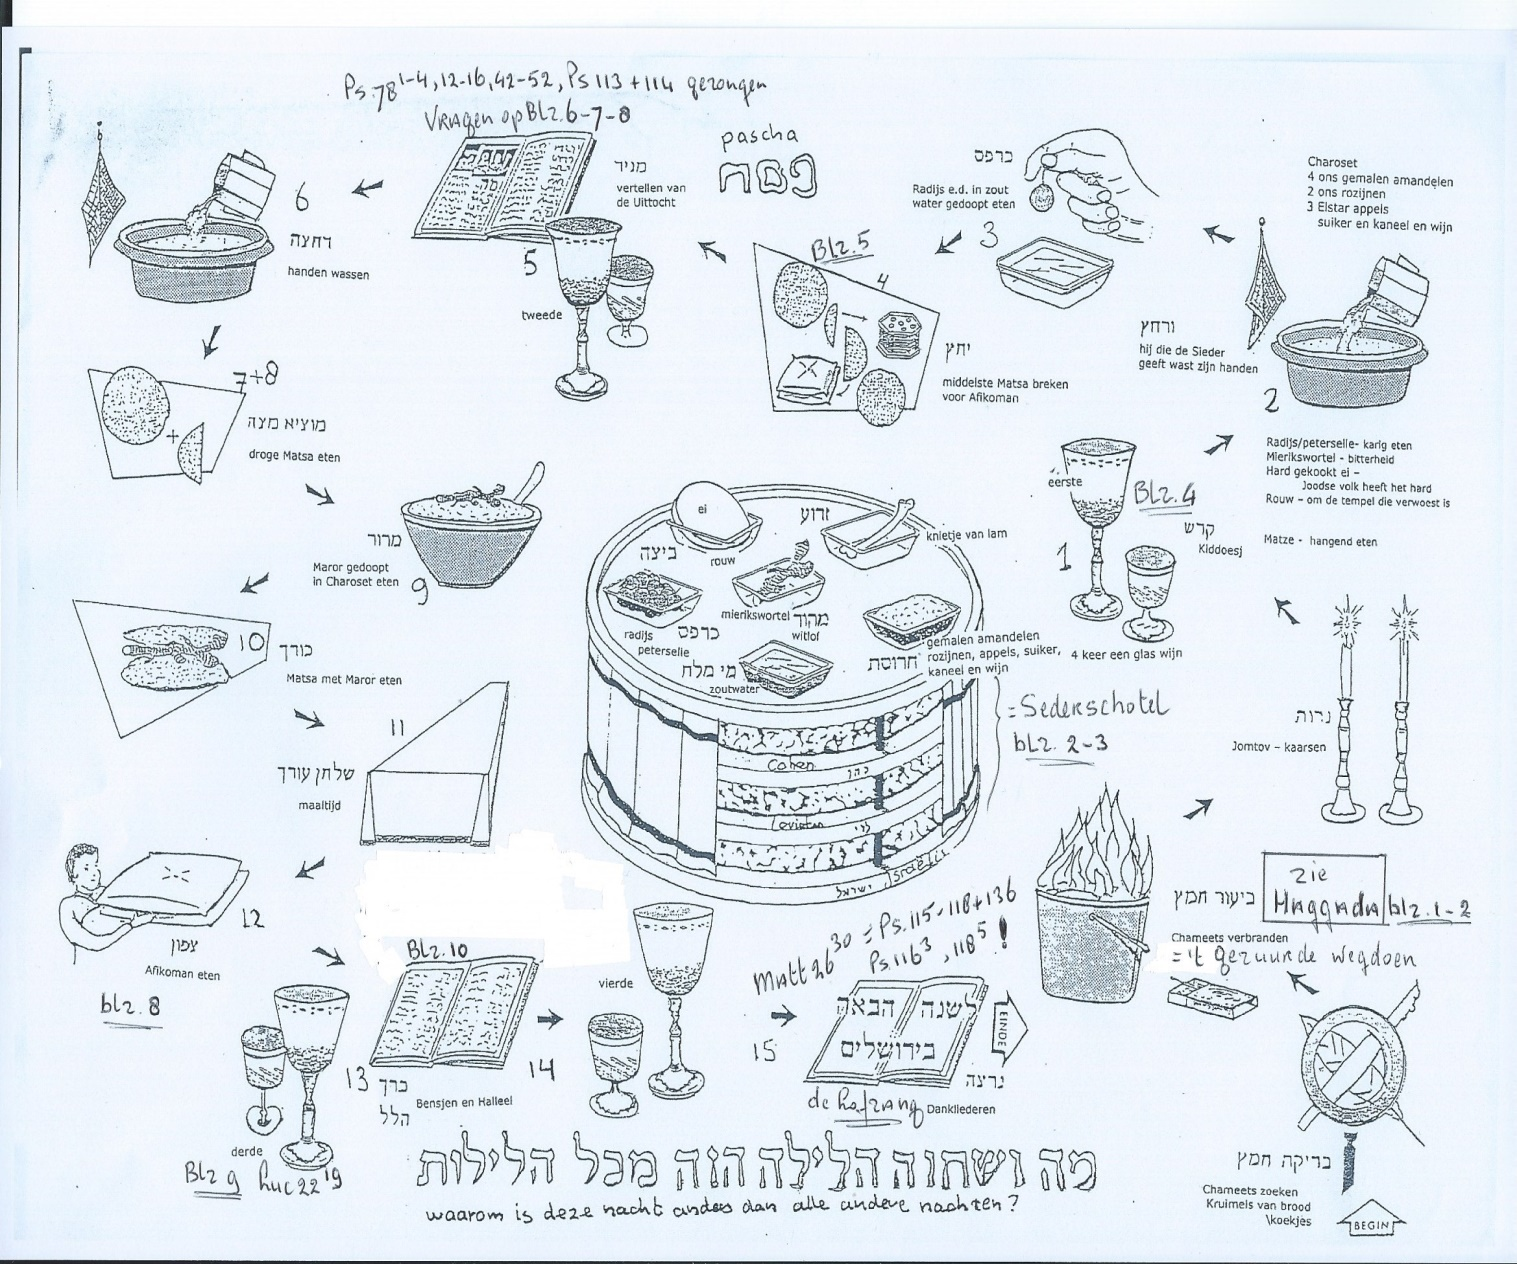 Ps. 78 1-4, 12-16, 42-52, Ps 113 + 114 gezongen
Vragen op Blz. 6-7-8
pascha
פסח
כרפס
Radijs e.d. in zout
water gedoopt eten
3
Charoset
4 ons gemalen amandelen
2 ons rozijnen
3 Elstar appels
suiker en kaneel en wijn
6
רחצה
handen wassen
מגיד
vertellen van
de Uittocht
5
tweede
Blz. 5
4
יחץ
middelste Matsa breken
voor Afikoman
ורחץ
hij die de Sieder
geeft wast zijn handen
2
7+8
מוציא מצה
droge Matsa eten
+
Radijs/peterselie- karig eten
Mierikswortel - bitterheid
Hard gekookt ei -
Joodse volk heeft het hard
Rouw - om de tempel die verwoest is
Matze - hangend eten
eerste
Blz. 4
קדש
Kiddoesj
1
4 keer een glas wijn
מרור
Maror gedoopt
in Charoset eten
9
ei
rouw
זרוע
knietje van lam
ביצה
mierikswortel
witlof
radijs
peterselie
כרפס
מי מלח
zoutwater
חרוסת
gemalen amandelen
rozijnen, appels, suiker,
kaneel en wijn
= Sederschotel
blz. 2-3
Cohen כהן
לוי
Israëliet ישראל
10
כורך
Matsa met Maror eten
11
שלחן עורך
maaltijd
נרות
Jomtov - kaarsen
12
צפון
Afikoman eten
blz. 8
ביעור חמץ
zie
Haggada blz. 1-2
Chameets verbranden
= 't gezuurde wegdoen
derde
Blz 9 Luc 22 19
Blz. 10
13
ברך
הלל
Bensjen en Halleel
14
vierde
Matt 26 30 = Ps. 115-118 + 136
Ps. 116 3, 118 5 !
15
לשנה הבאה
בירושלים
EINDE
נרצה
de lofzang
Dankliederen
בדיקת חמץ
Chameets zoeken
Kruimels van brood
\koekjes
BEGIN
מה נשתנה הלילה הזה מכל הלילות
waarom is deze nacht anders dan alle andere nachten?